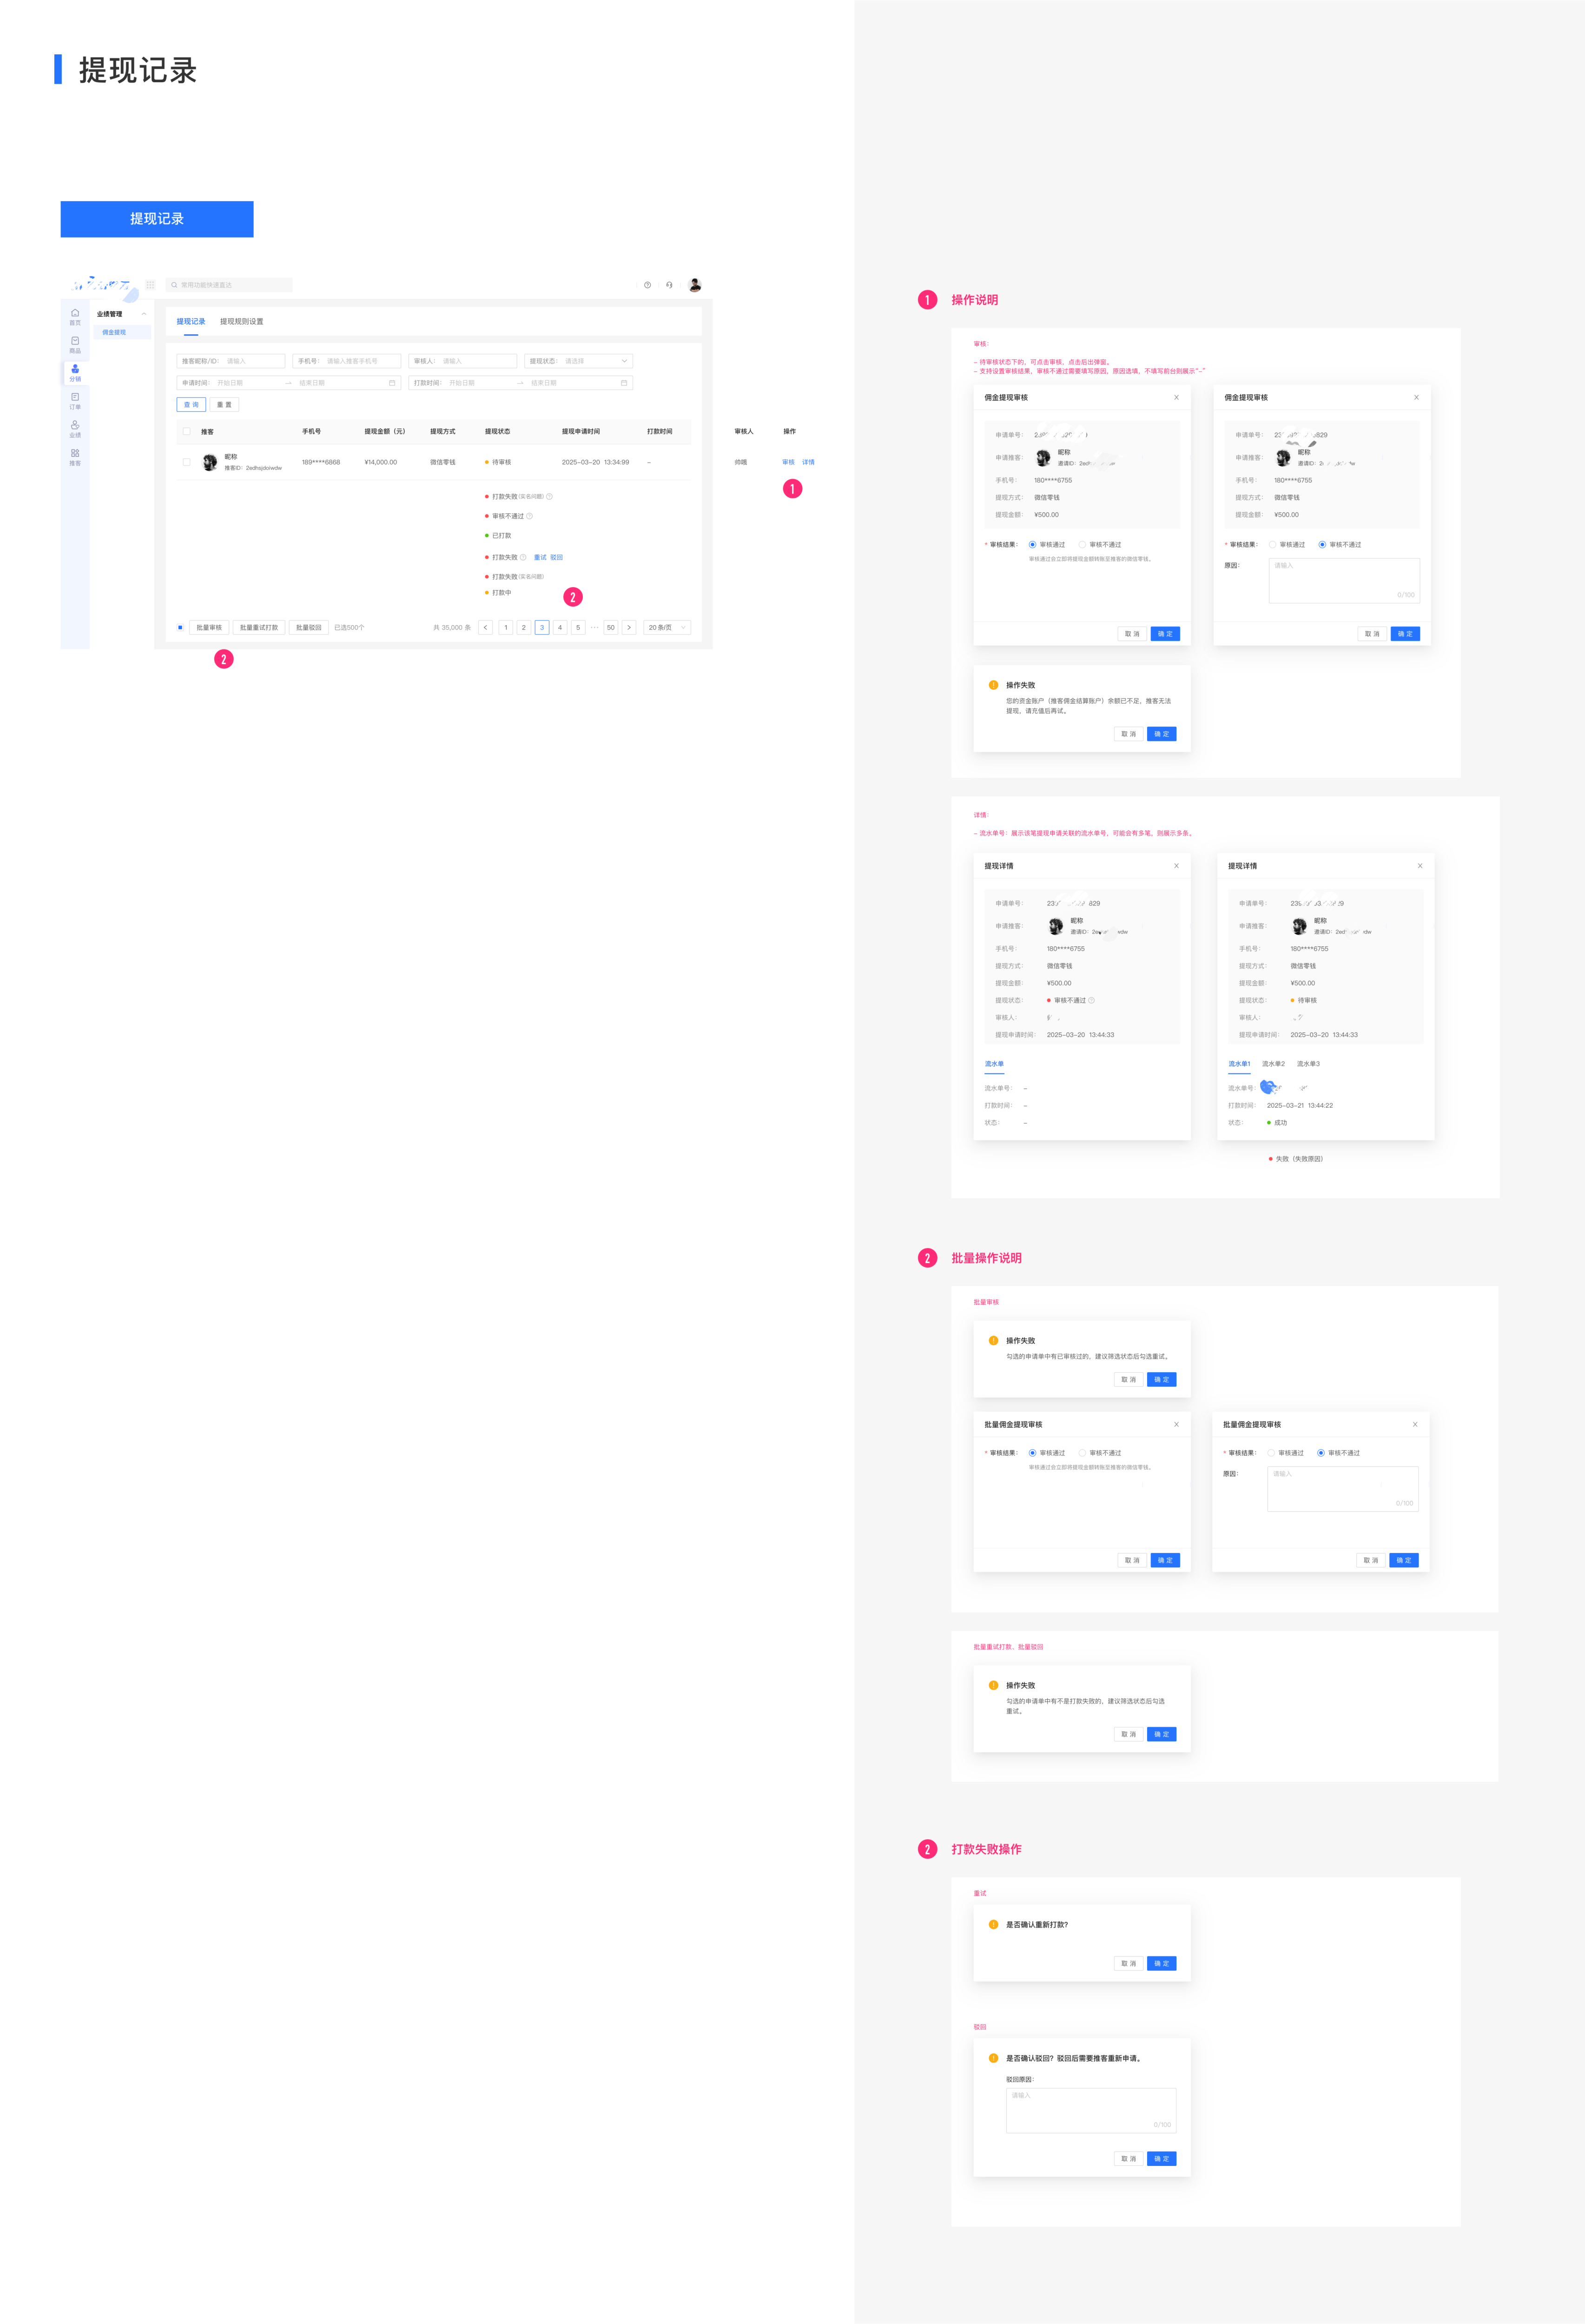 提现记录
提现记录
常用功能快速直达
首页
商品
分销
订单
业绩
推客
业绩管理
佣金提现
提现记录 提现规则设置
推客昵称/ID: 请输入 手机号: 请输入推客手机号 审核人: 请输入 提现状态: 请选择
申请时间: 开始日期 → 结束日期 打款时间: 开始日期 → 结束日期
查询 重置
推客 手机号 提现金额（元） 提现方式 提现状态 提现申请时间 打款时间 审核人 操作
昵称
推客ID: 2edhsjdoiwdw
189****6868 ¥14,000.00 微信零钱 待审核 2025-03-20 13:34:99 - 帅哦 审核 详情
1
打款失败(实名问题)
审核不通过
已打款
打款失败 重试 驳回
打款失败(实名问题)
打款中
2
批量审核 批量重试打款 批量驳回 已选500个 共 35,000 条 < 1 2 3 4 5 ··· 50 > 20 条/页
2
1 操作说明
审核:
- 待审核状态下的，可点击审核，点击后出弹窗。
- 支持设置审核结果，审核不通过需要填写原因，原因选填，不填写前台则展示"-"
佣金提现审核
申请单号:
申请推客: 昵称
邀请ID:
手机号: 180****6755
提现方式: 微信零钱
提现金额: ¥500.00
* 审核结果: 审核通过 审核不通过
审核通过会立即将提现金额转账至推客的微信零钱。
取消 确定
佣金提现审核
申请单号:
申请推客: 昵称
邀请ID:
手机号: 180****6755
提现方式: 微信零钱
提现金额: ¥500.00
* 审核结果: 审核通过 审核不通过
原因: 请输入
0/100
取消 确定
操作失败
您的资金账户（推客佣金结算账户）余额已不足，推客无法
提现，请充值后再试。
取消 确定
详情:
- 流水单号：展示该笔提现申请关联的流水单号，可能会有多笔，则展示多条。
提现详情
申请单号:
申请推客: 昵称
邀请ID:
手机号: 180****6755
提现方式: 微信零钱
提现金额: ¥500.00
提现状态: 审核不通过
审核人:
提现申请时间: 2025-03-20 13:44:33
流水单
流水单号: -
打款时间: -
状态: -
提现详情
申请单号:
申请推客: 昵称
邀请ID:
手机号: 180****6755
提现方式: 微信零钱
提现金额: ¥500.00
提现状态: 待审核
审核人:
提现申请时间: 2025-03-20 13:44:33
流水单1 流水单2 流水单3
流水单号:
打款时间: 2025-03-21 13:44:22
状态: 成功
失败（失败原因）
2 批量操作说明
批量审核
操作失败
勾选的申请单中有已审核过的，建议筛选状态后勾选重试。
取消 确定
批量佣金提现审核
* 审核结果: 审核通过 审核不通过
审核通过会立即将提现金额转账至推客的微信零钱。
取消 确定
批量佣金提现审核
* 审核结果: 审核通过 审核不通过
原因: 请输入
0/100
取消 确定
批量重试打款、批量驳回
操作失败
勾选的申请单中有不是打款失败的，建议筛选状态后勾选
重试。
取消 确定
2 打款失败操作
重试
是否确认重新打款?
取消 确定
驳回
是否确认驳回？驳回后需要推客重新申请。
驳回原因:
请输入
0/100
取消 确定